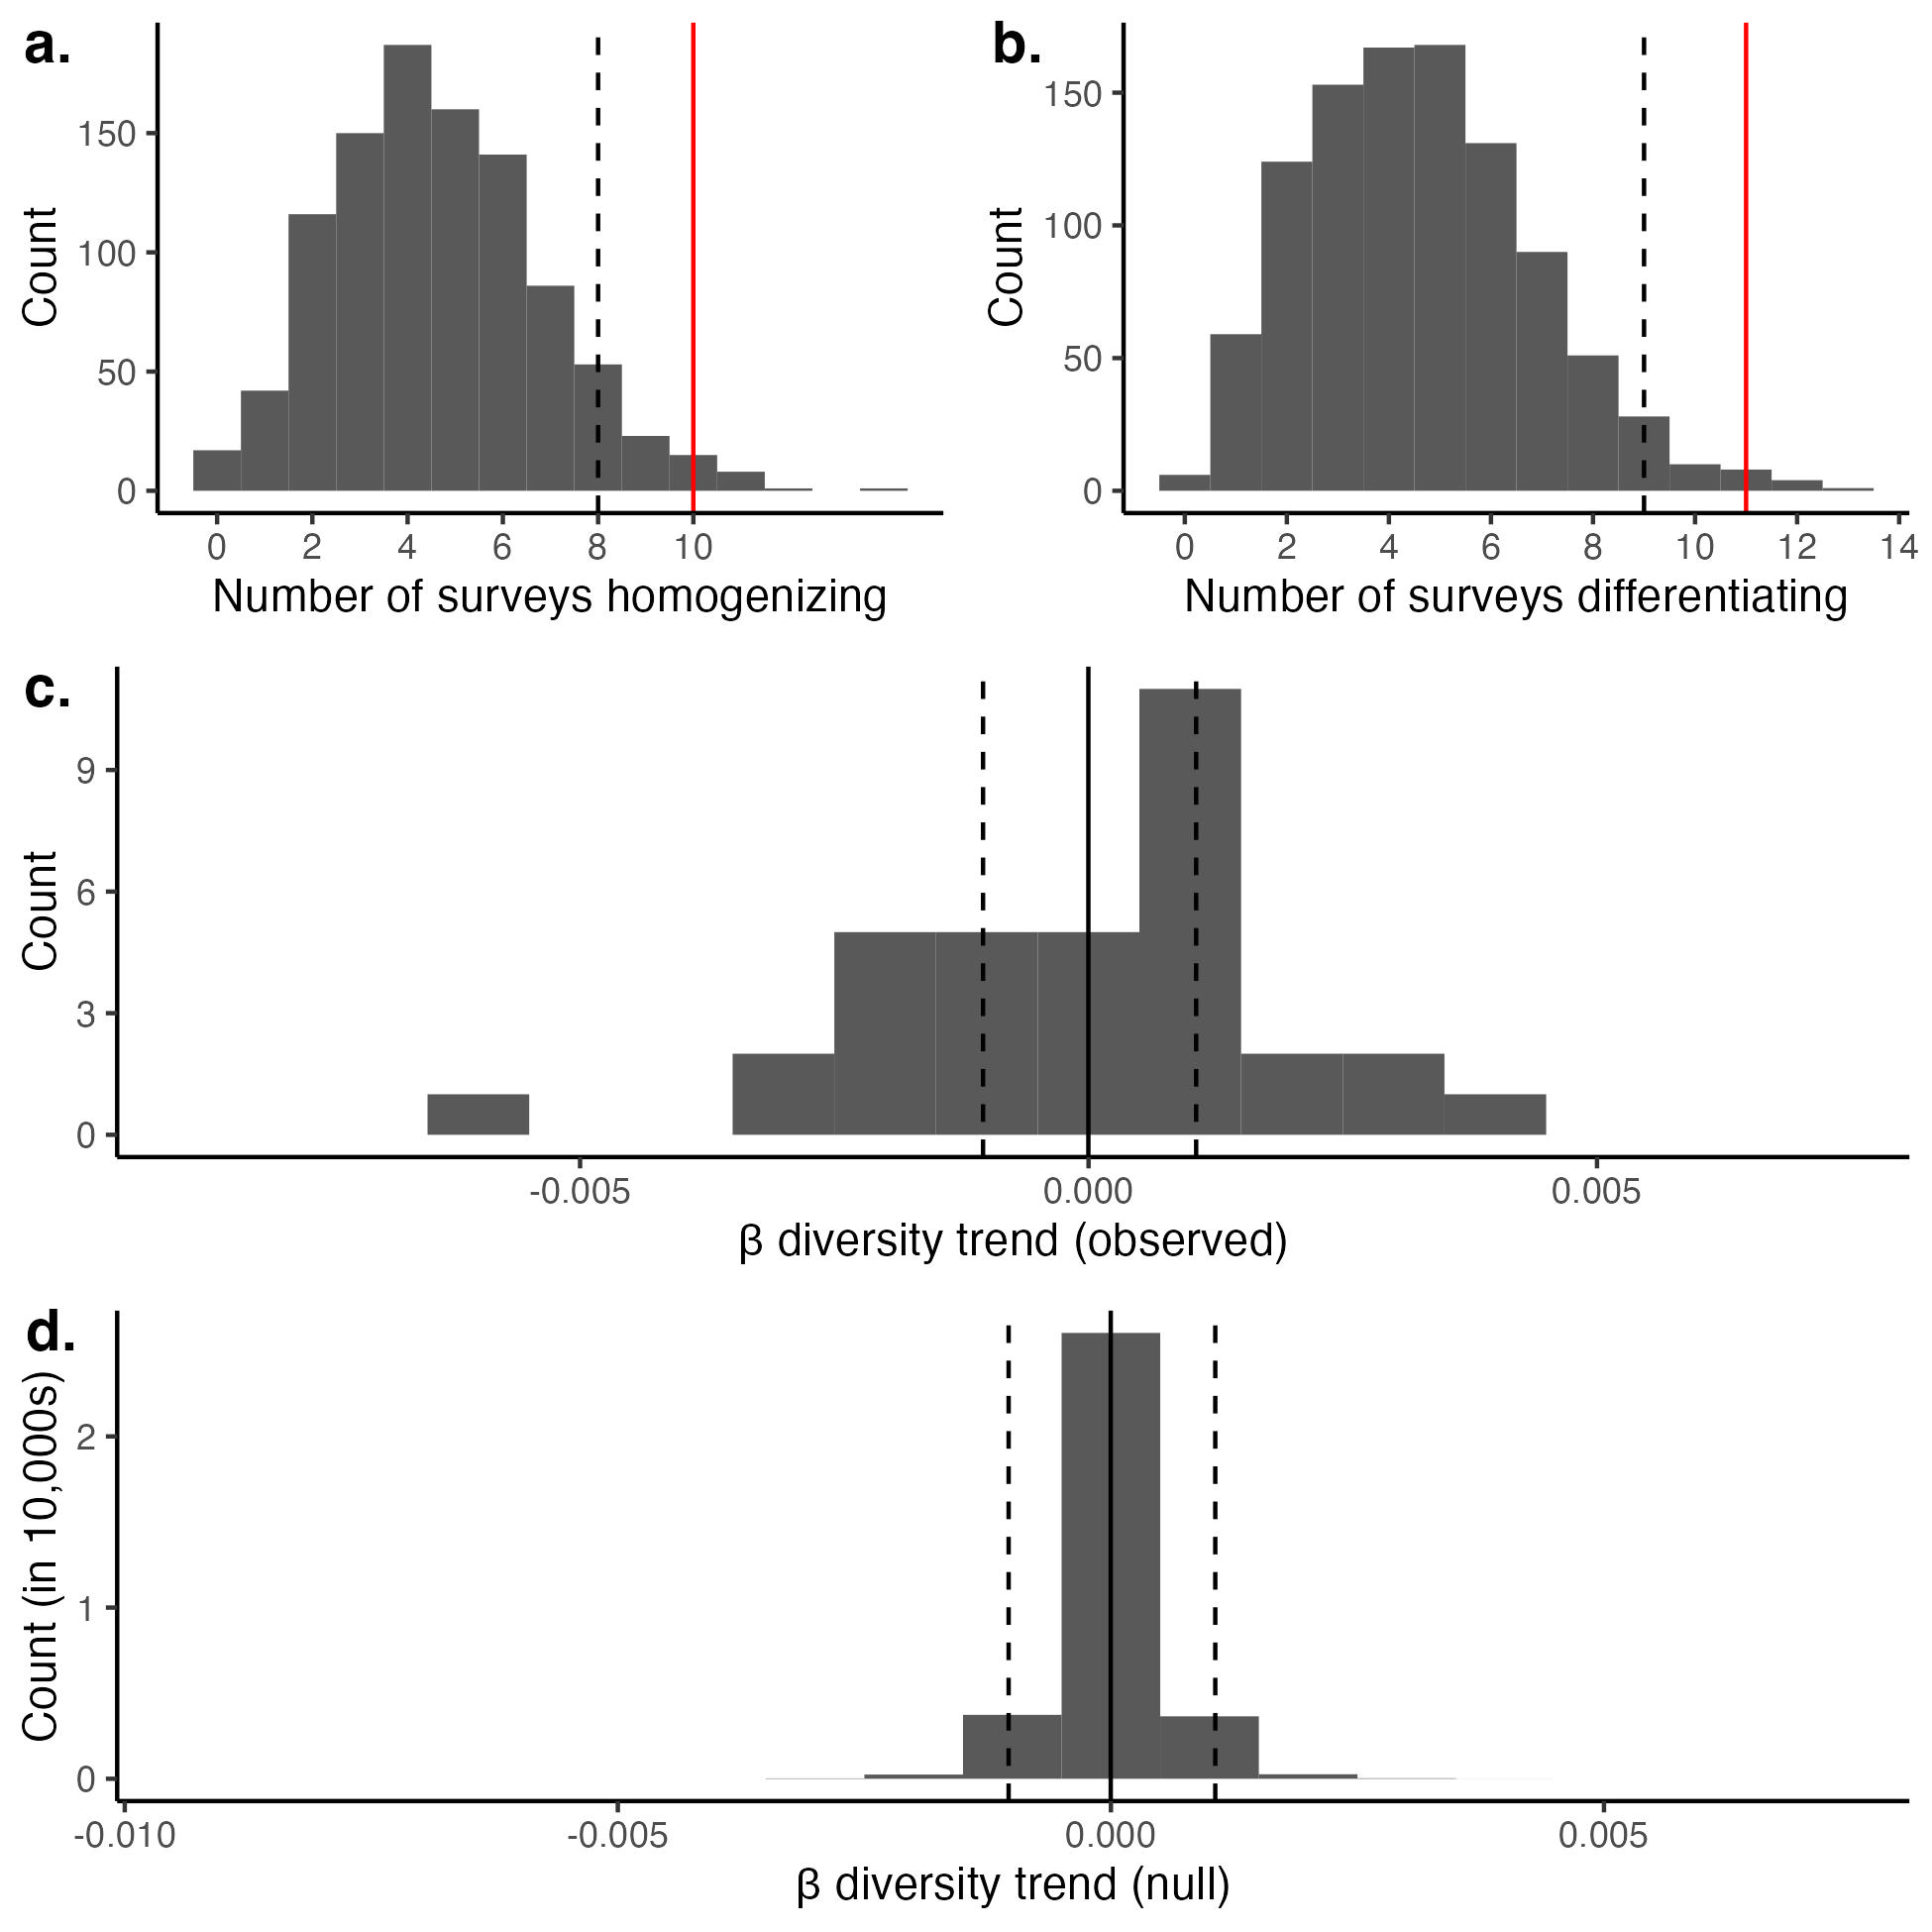 a.
Count
150
100
50
0
0 2 4 6 8 10
Number of surveys homogenizing
b.
Count
150
100
50
0
0 2 4 6 8 10 12 14
Number of surveys differentiating
c.
Count
9
6
3
0
-0.005 0.000 0.005
β diversity trend (observed)
d.
Count (in 10,000s)
2
1
0
-0.010 -0.005 0.000 0.005
β diversity trend (null)